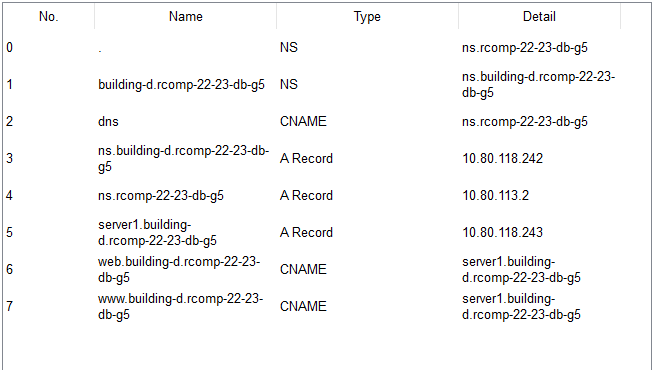 No. Name Type Detail
0 . NS ns.rcomp-22-23-db-g5
1 building-d.rcomp-22-23-db-g5 NS ns.building-d.rcomp-22-23-
db-g5
2 dns CNAME ns.rcomp-22-23-db-g5
3 ns.building-d.rcomp-22-23-db-
g5 A Record 10.80.118.242
4 ns.rcomp-22-23-db-g5 A Record 10.80.113.2
5 server1.building-
d.rcomp-22-23-db-g5 A Record 10.80.118.243
6 web.building-d.rcomp-22-23-
db-g5 CNAME server1.building-
d.rcomp-22-23-db-g5
7 www.building-d.rcomp-22-23-
db-g5 CNAME server1.building-
d.rcomp-22-23-db-g5